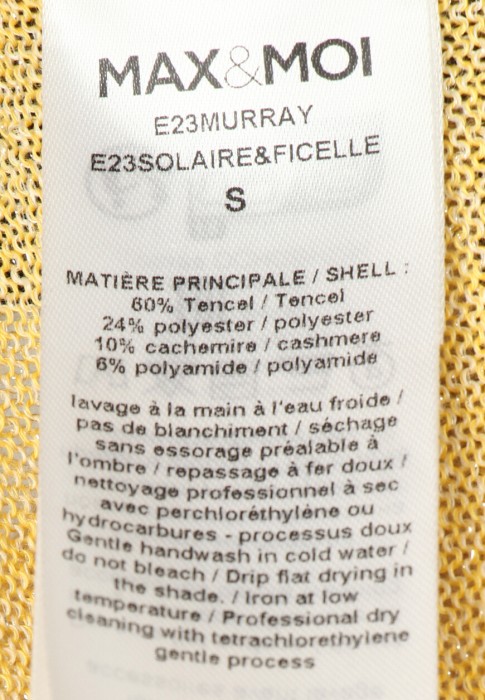 MAX&MOI
E23MURRAY
E23SOLAIRE&FICELLE
S
MATIÈRE PRINCIPALE / SHELL :
60% Tencel / Tencel
24% polyester / polyester
10% cachemire / cashmere
6% polyamide / polyamide
lavage à la main à l'eau froide /
pas de blanchiment / séchage
sans essorage préalable à
l'ombre / repassage à fer doux /
nettoyage professionnel à sec
avec perchloréthylène ou
hydrocarbures - processus doux
Gentle handwash in cold water /
do not bleach / Drip flat drying in
the shade. / Iron at low
temperature / Professional dry
cleaning with tetrachlorethylene
gentle process